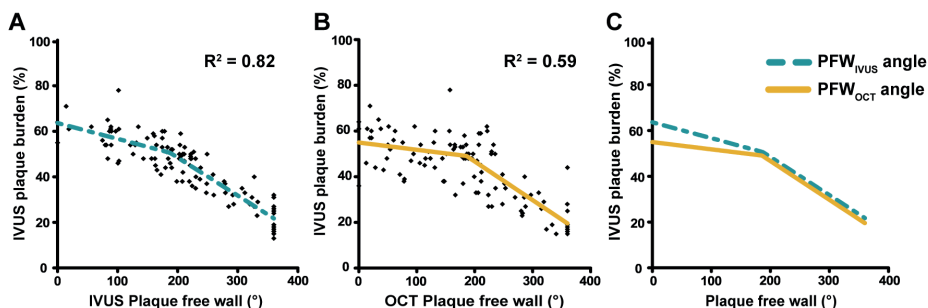 A
IVUS plaque burden (%)
100
80
60
40
20
0
R² = 0.82
0 100 200 300 400
IVUS Plaque free wall (°)
B
IVUS plaque burden (%)
100
80
60
40
20
0
R² = 0.59
0 100 200 300 400
OCT Plaque free wall (°)
C
IVUS plaque burden (%)
100
80
60
40
20
0
PFW_IVUS angle
PFW_OCT angle
0 100 200 300 400
Plaque free wall (°)